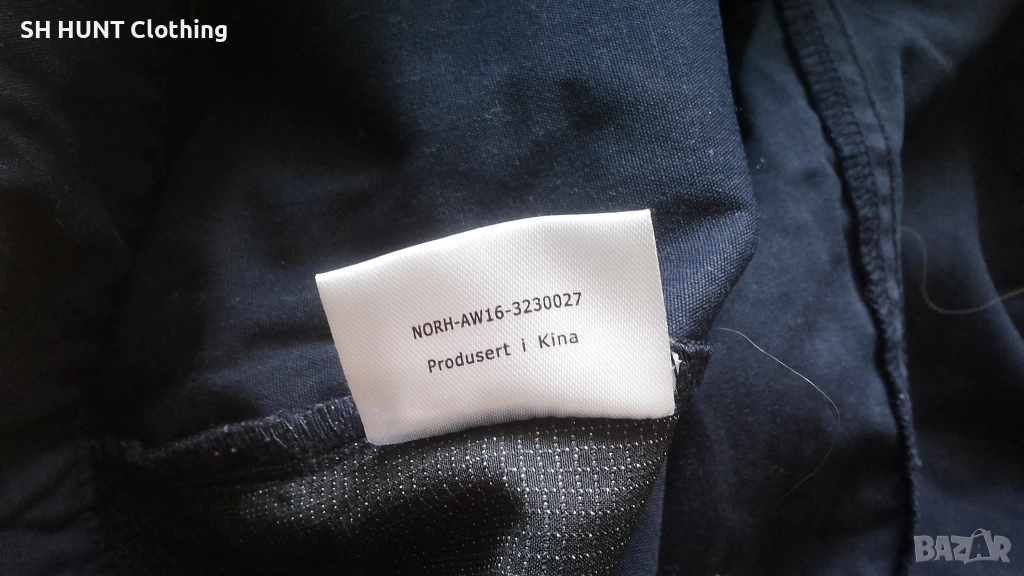 SH HUNT Clothing
NORH-AW16-3230027
Produsert i Kina
BAZAR